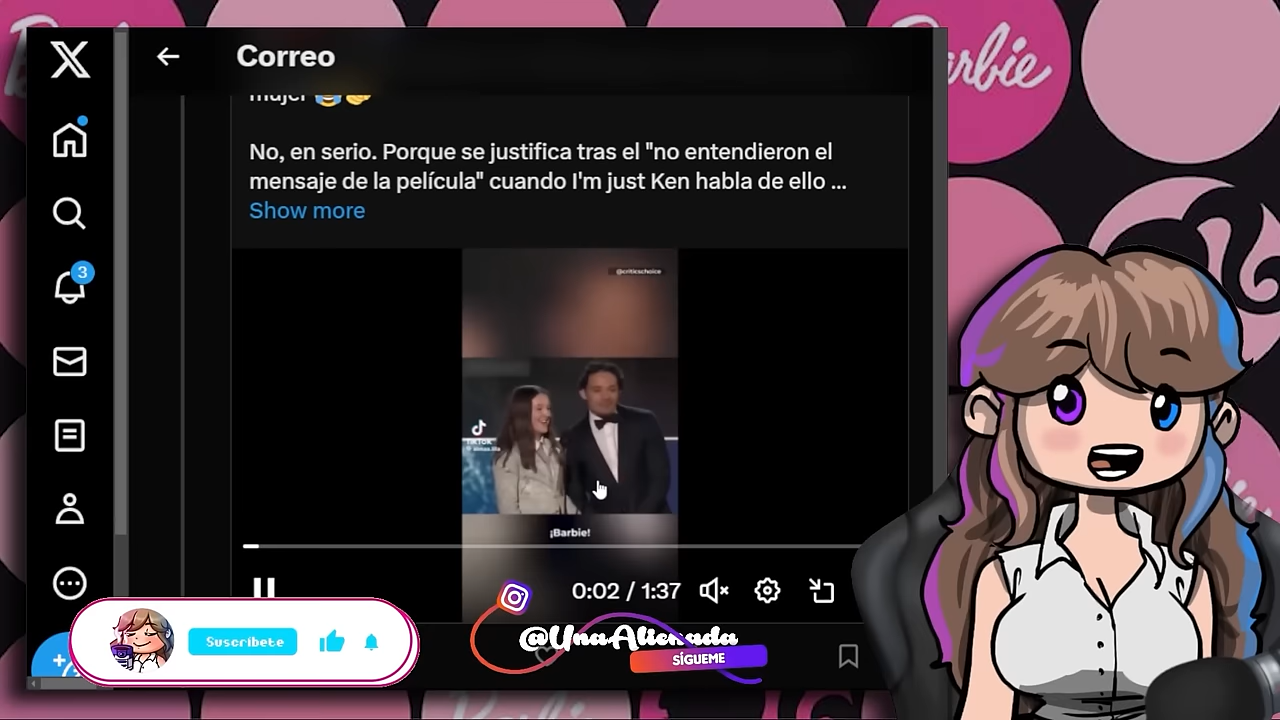 Barbie
Correo
mujer
No, en serio. Porque se justifica tras el "no entendieron el
mensaje de la película" cuando I'm just Ken habla de ello ...
Show more
3
@criticschoice
TikTok
¡Barbie!
0:02 / 1:37
Suscríbete
@UnaAlienada
SÍGUEME